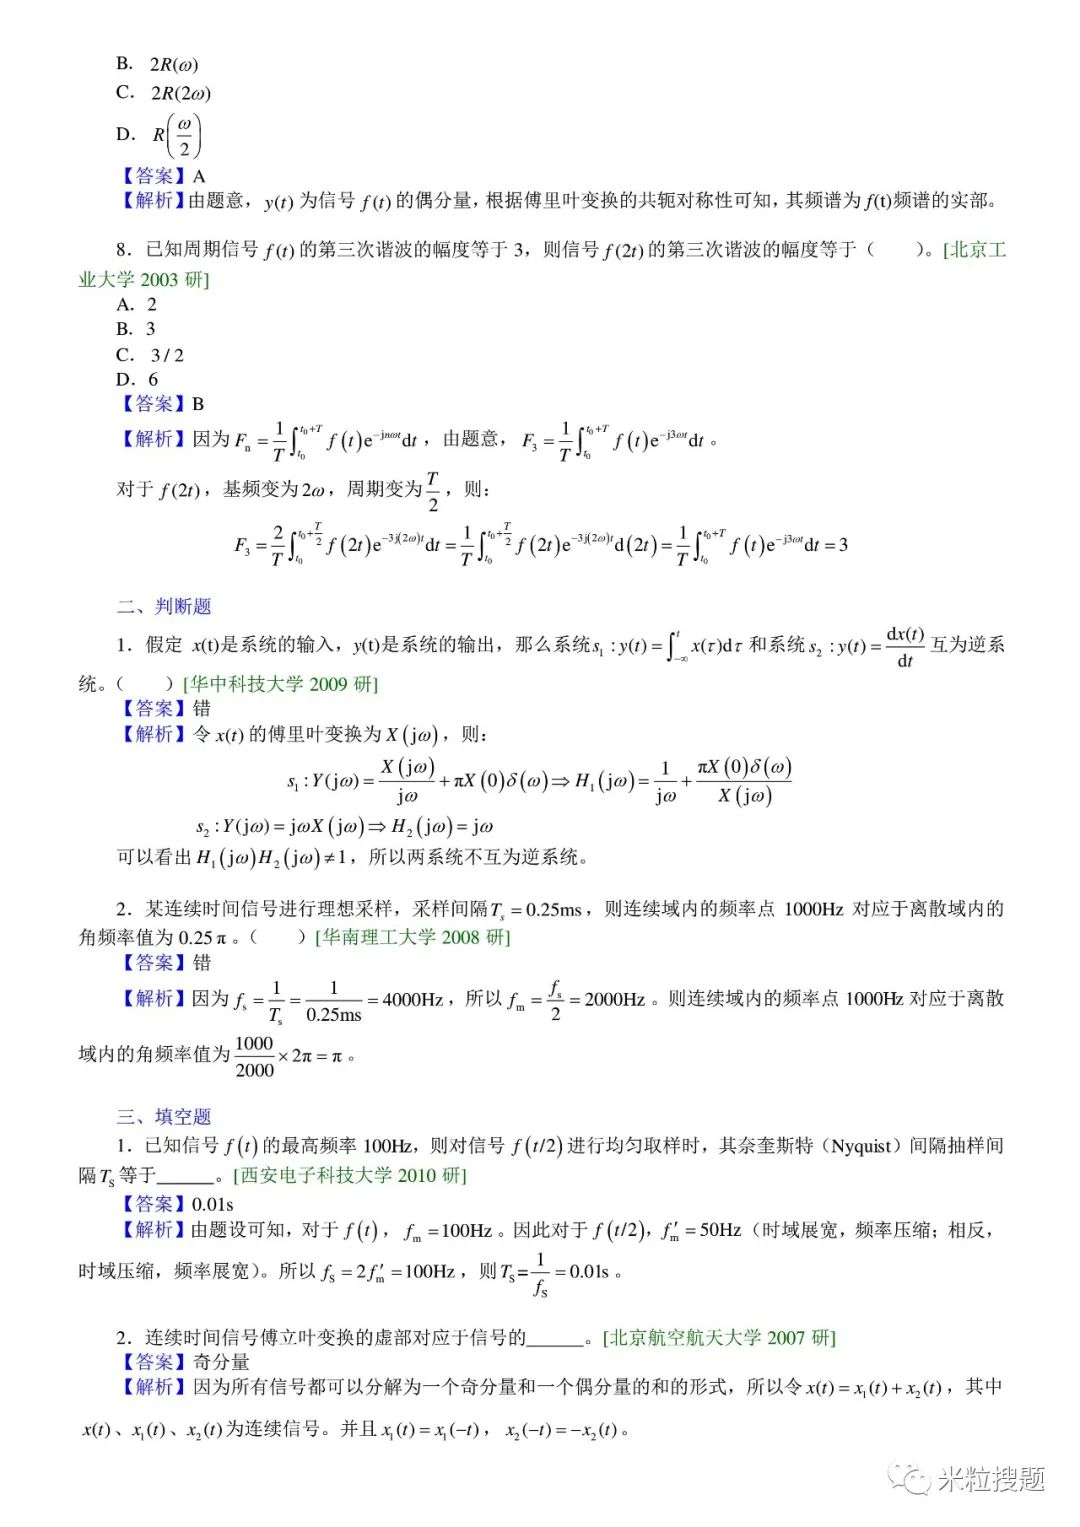 B．2R(ω)
C．2R(2ω)
D．R(ω/2)
【答案】A
【解析】由题意，y(t) 为信号 f(t) 的偶分量，根据傅里叶变换的共轭对称性可知，其频谱为 f(t)频谱的实部。
8．已知周期信号 f(t) 的第三次谐波的幅度等于 3，则信号 f(2t) 的第三次谐波的幅度等于（　　）。[北京工
业大学 2003 研]
A．2
B．3
C．3 / 2
D．6
【答案】B
【解析】因为 F_n = 1/T ∫_{t₀}^{t₀+T} f(t)e^{-jnωt}dt，由题意，F₃ = 1/T ∫_{t₀}^{t₀+T} f(t)e^{-j3ωt}dt。
对于 f(2t)，基频变为 2ω，周期变为 T/2，则：
F₃ = 2/T ∫_{t₀}^{t₀+T/2} f(2t)e^{-3j(2ω)t}dt = 1/T ∫_{t₀}^{t₀+T/2} f(2t)e^{-3j(2ω)t}d(2t) = 1/T ∫_{t₀}^{t₀+T} f(t)e^{-j3ωt}dt = 3
二、判断题
1．假定 x(t)是系统的输入，y(t)是系统的输出，那么系统 s₁ : y(t) = ∫_{-∞}^{t} x(τ)dτ 和系统 s₂ : y(t) = dx(t)/dt 互为逆系
统。（　　）[华中科技大学 2009 研]
【答案】错
【解析】令 x(t) 的傅里叶变换为 X(jω)，则：
s₁ : Y(jω) = X(jω)/jω + πX(0)δ(ω) ⇒ H₁(jω) = 1/jω + πX(0)δ(ω)/X(jω)
s₂ : Y(jω) = jωX(jω) ⇒ H₂(jω) = jω
可以看出 H₁(jω)H₂(jω) ≠ 1，所以两系统不互为逆系统。
2．某连续时间信号进行理想采样，采样间隔 T_s = 0.25ms，则连续域内的频率点 1000Hz 对应于离散域内的
角频率值为 0.25π。（　　）[华南理工大学 2008 研]
【答案】错
【解析】因为 f_s = 1/T_s = 1/0.25ms = 4000Hz，所以 f_m = f_s/2 = 2000Hz。则连续域内的频率点 1000Hz 对应于离散
域内的角频率值为 1000/2000 × 2π = π。
三、填空题
1．已知信号 f(t) 的最高频率 100Hz，则对信号 f(t/2) 进行均匀取样时，其奈奎斯特（Nyquist）间隔抽样间
隔 T_S 等于______。[西安电子科技大学 2010 研]
【答案】0.01s
【解析】由题设可知，对于 f(t)，f_m = 100Hz。因此对于 f(t/2)，f_m′ = 50Hz（时域展宽，频率压缩；相反，
时域压缩，频率展宽）。所以 f_S = 2f_m′ = 100Hz，则 T_S = 1/f_S = 0.01s。
2．连续时间信号傅立叶变换的虚部对应于信号的______。[北京航空航天大学 2007 研]
【答案】奇分量
【解析】因为所有信号都可以分解为一个奇分量和一个偶分量的和的形式，所以令 x(t) = x₁(t) + x₂(t)，其中
x(t)、x₁(t)、x₂(t) 为连续信号。并且 x₁(t) = x₁(−t)，x₂(−t) = −x₂(t)。
米粒搜题